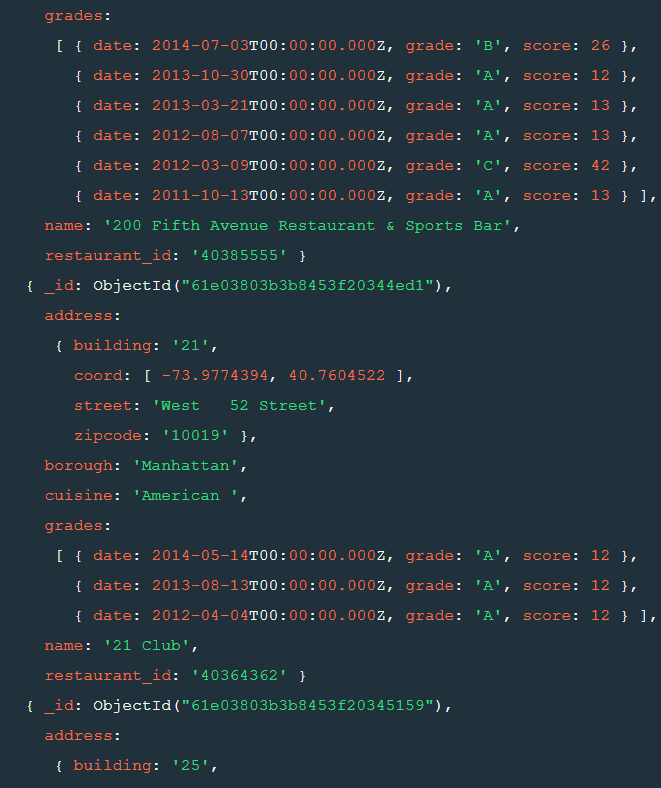 grades:
[ { date: 2014-07-03T00:00:00.000Z, grade: 'B', score: 26 },
{ date: 2013-10-30T00:00:00.000Z, grade: 'A', score: 12 },
{ date: 2013-03-21T00:00:00.000Z, grade: 'A', score: 13 },
{ date: 2012-08-07T00:00:00.000Z, grade: 'A', score: 13 },
{ date: 2012-03-09T00:00:00.000Z, grade: 'C', score: 42 },
{ date: 2011-10-13T00:00:00.000Z, grade: 'A', score: 13 } ],
name: '200 Fifth Avenue Restaurant & Sports Bar',
restaurant_id: '40385555' }
{ _id: ObjectId("61e03803b3b8453f20344ed1"),
address:
{ building: '21',
coord: [ -73.9774394, 40.7604522 ],
street: 'West   52 Street',
zipcode: '10019' },
borough: 'Manhattan',
cuisine: 'American ',
grades:
[ { date: 2014-05-14T00:00:00.000Z, grade: 'A', score: 12 },
{ date: 2013-08-13T00:00:00.000Z, grade: 'A', score: 12 },
{ date: 2012-04-04T00:00:00.000Z, grade: 'A', score: 12 } ],
name: '21 Club',
restaurant_id: '40364362' }
{ _id: ObjectId("61e03803b3b8453f20345159"),
address:
{ building: '25',